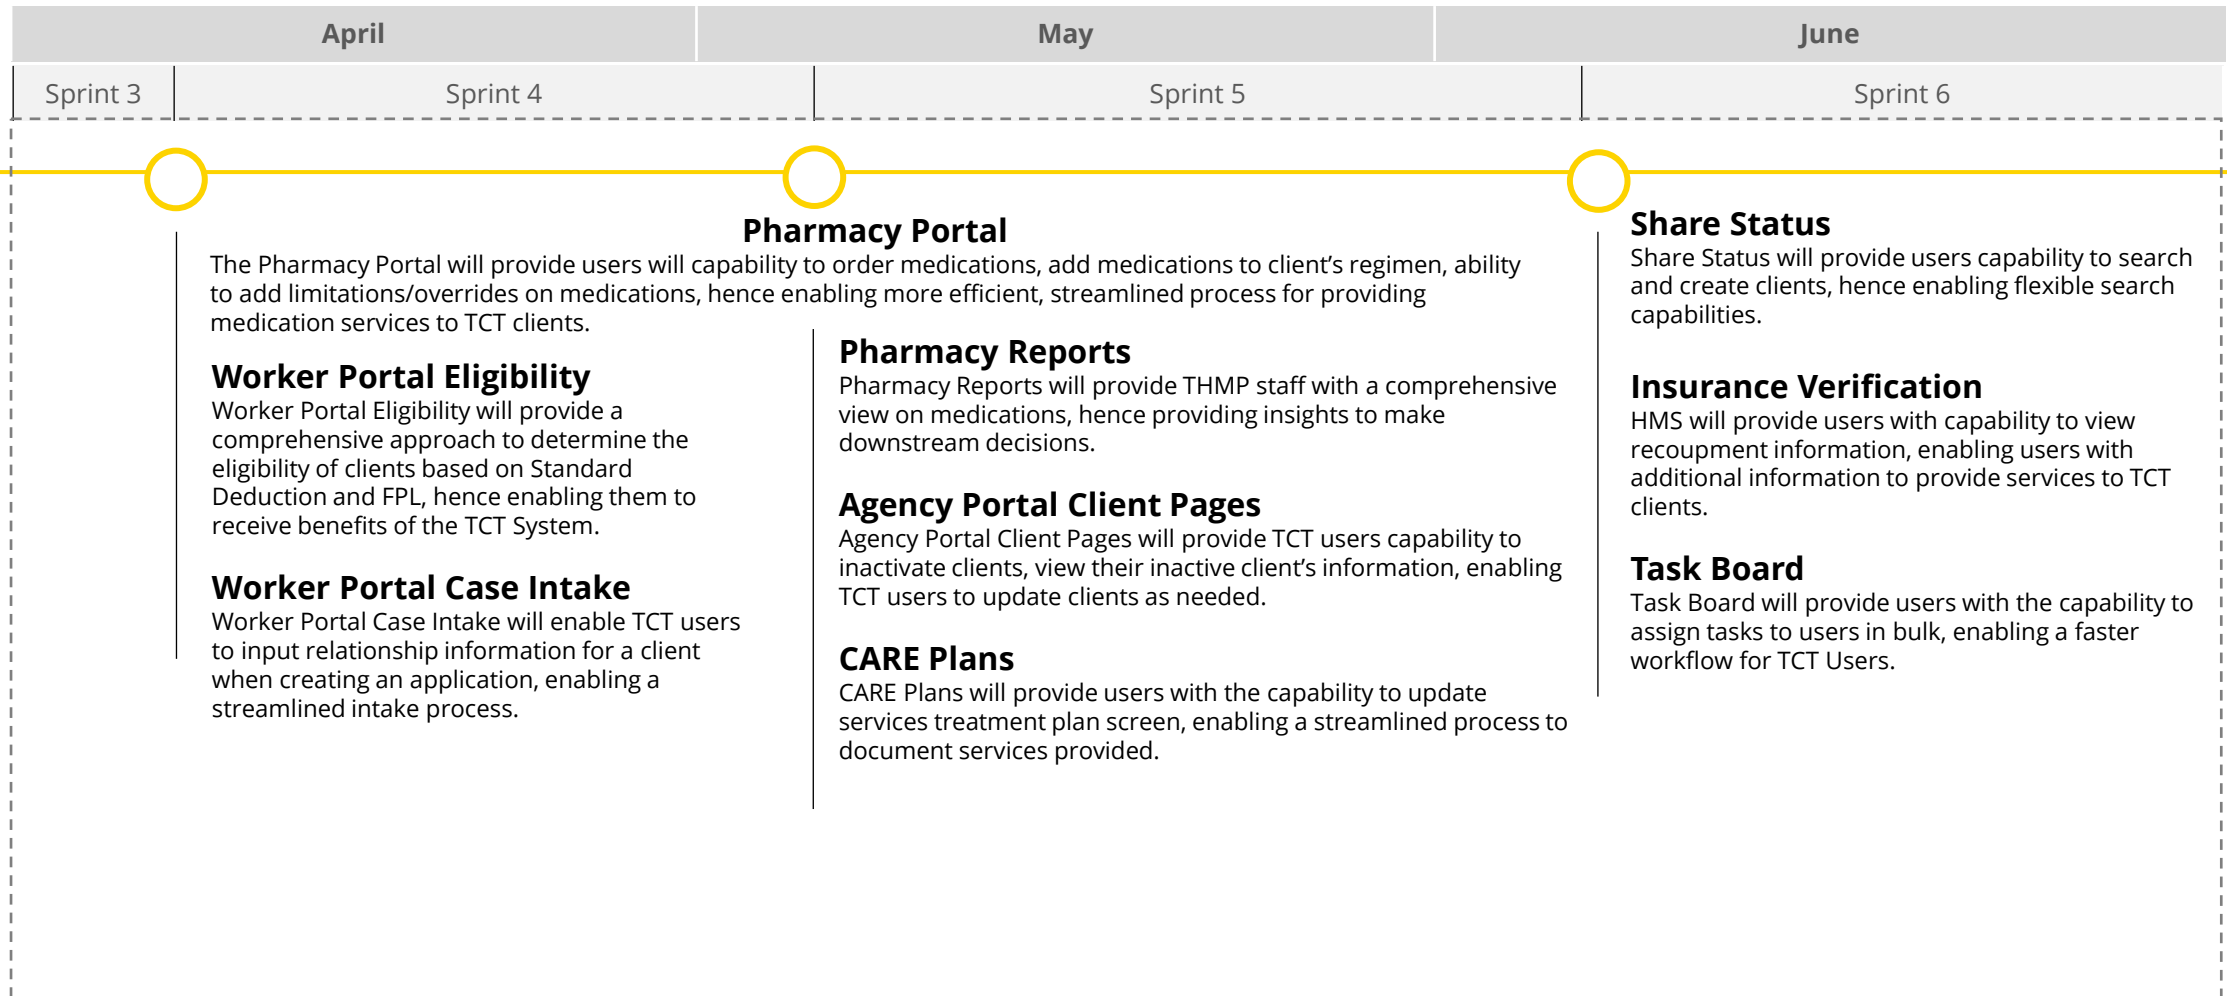 April
May
June
Sprint 3
Sprint 4
Sprint 5
Sprint 6
Pharmacy Portal
The Pharmacy Portal will provide users will capability to order medications, add medications to client’s regimen, ability
to add limitations/overrides on medications, hence enabling more efficient, streamlined process for providing
medication services to TCT clients.
Worker Portal Eligibility
Worker Portal Eligibility will provide a
comprehensive approach to determine the
eligibility of clients based on Standard
Deduction and FPL, hence enabling them to
receive benefits of the TCT System.
Worker Portal Case Intake
Worker Portal Case Intake will enable TCT users
to input relationship information for a client
when creating an application, enabling a
streamlined intake process.
Pharmacy Reports
Pharmacy Reports will provide THMP staff with a comprehensive
view on medications, hence providing insights to make
downstream decisions.
Agency Portal Client Pages
Agency Portal Client Pages will provide TCT users capability to
inactivate clients, view their inactive client’s information, enabling
TCT users to update clients as needed.
CARE Plans
CARE Plans will provide users with the capability to update
services treatment plan screen, enabling a streamlined process to
document services provided.
Share Status
Share Status will provide users capability to search
and create clients, hence enabling flexible search
capabilities.
Insurance Verification
HMS will provide users with capability to view
recoupment information, enabling users with
additional information to provide services to TCT
clients.
Task Board
Task Board will provide users with the capability to
assign tasks to users in bulk, enabling a faster
workflow for TCT Users.